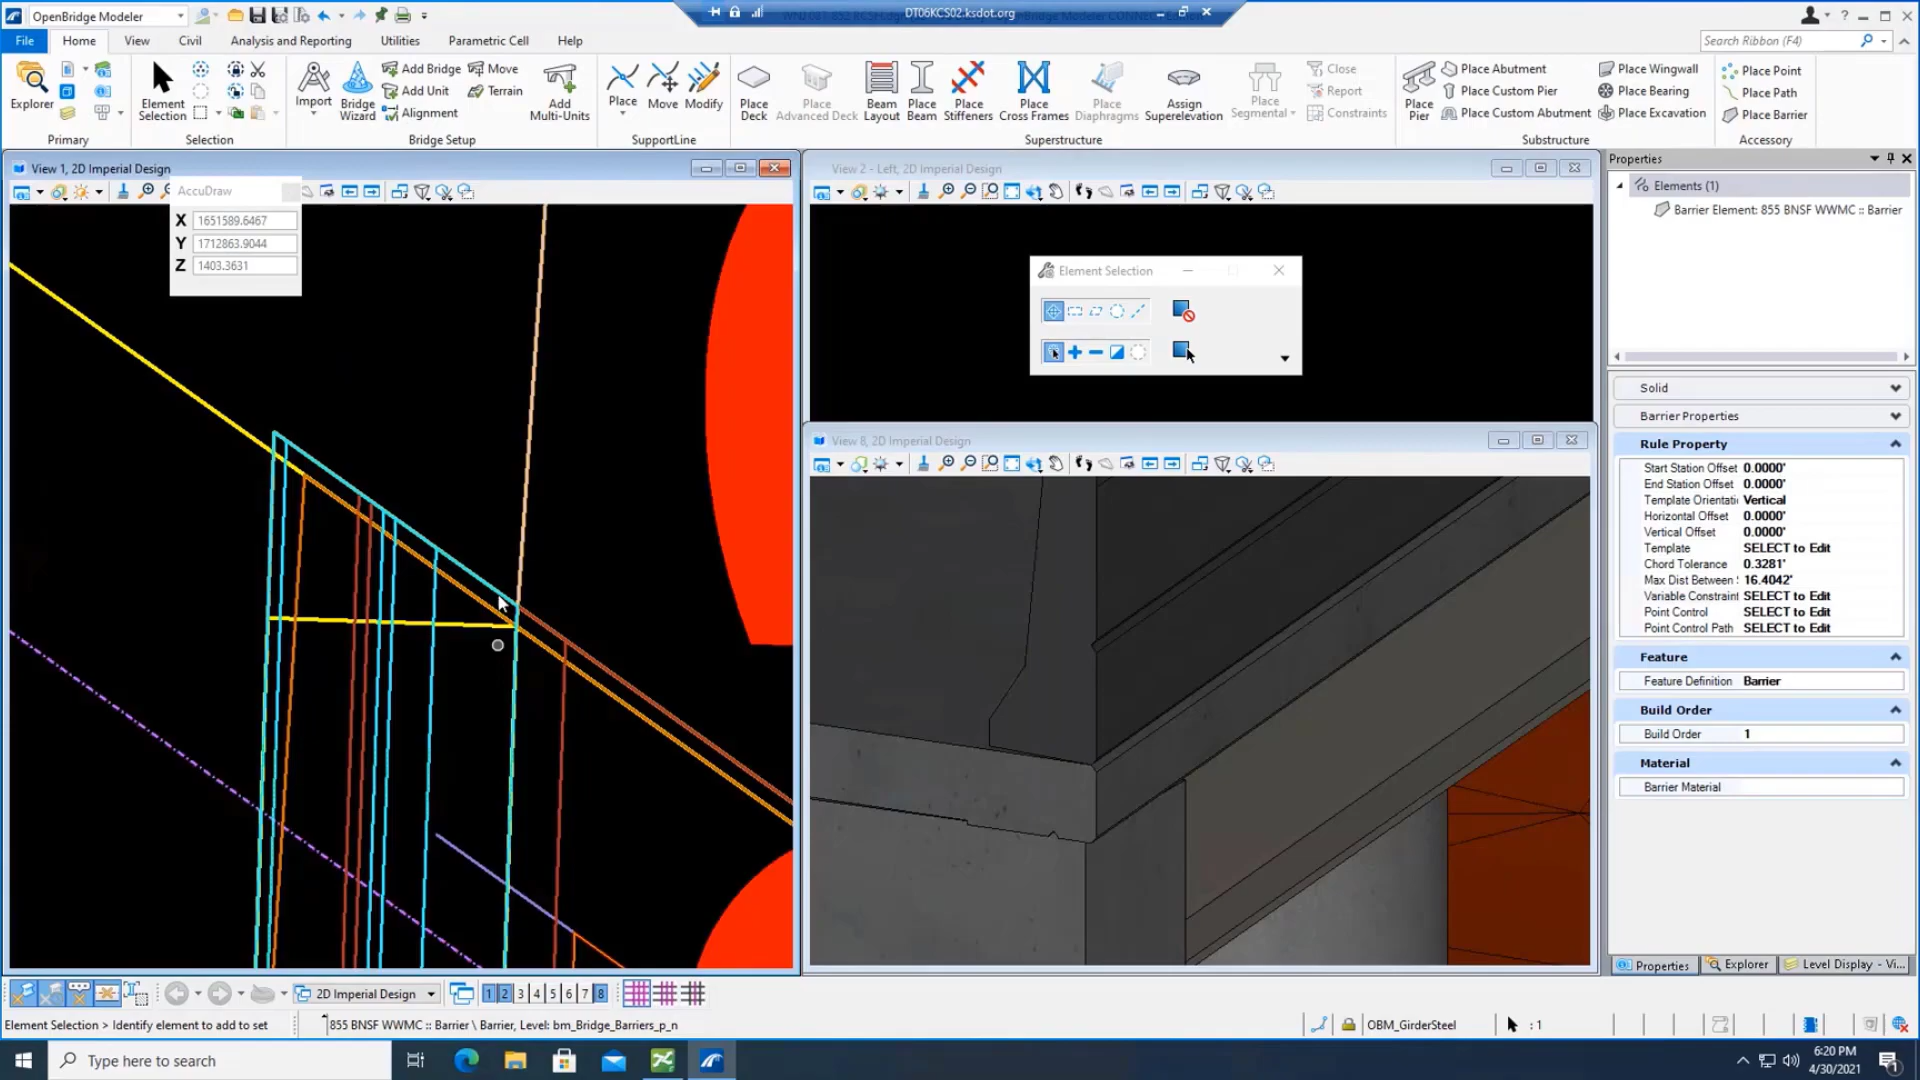 OpenBridge Modeler
DT06KCS02.ksdot.org
File Home View Civil Analysis and Reporting Utilities Parametric Cell Help
Search Ribbon (F4)
Explorer
Element Selection
Import
Bridge Wizard
Add Bridge
Add Unit
Alignment
Move
Terrain
Add Multi-Units
Place
Move
Modify
Place Deck
Place Advanced Deck
Beam Layout
Place Beam
Place Stiffeners
Place Cross Frames
Place Diaphragms
Assign Superelevation
Place Segmental
Close
Report
Constraints
Place Pier
Place Abutment
Place Custom Pier
Place Custom Abutment
Place Wingwall
Place Bearing
Place Excavation
Place Point
Place Path
Place Barrier
Primary Selection Bridge Setup SupportLine Superstructure Substructure Accessory
View 1, 2D Imperial Design
AccuDraw
X 1651589.6467
Y 1712863.9044
Z 1403.3631
View 2 - Left, 2D Imperial Design
Element Selection
View 8, 2D Imperial Design
Properties
Elements (1)
Barrier Element: 855 BNSF WWMC :: Barrier
Solid
Barrier Properties
Rule Property
Start Station Offset 0.0000'
End Station Offset 0.0000'
Template Orientati Vertical
Horizontal Offset 0.0000'
Vertical Offset 0.0000'
Template SELECT to Edit
Chord Tolerance 0.3281'
Max Dist Between 16.4042'
Variable Constraint SELECT to Edit
Point Control SELECT to Edit
Point Control Path SELECT to Edit
Feature
Feature Definition Barrier
Build Order
Build Order 1
Material
Barrier Material
Properties Explorer Level Display - Vi...
2D Imperial Design
1 2 3 4 5 6 7 8
Element Selection > Identify element to add to set
855 BNSF WWMC :: Barrier \ Barrier, Level: bm_Bridge_Barriers_p_n
OBM_GirderSteel
: 1
Type here to search
6:20 PM
4/30/2021
1